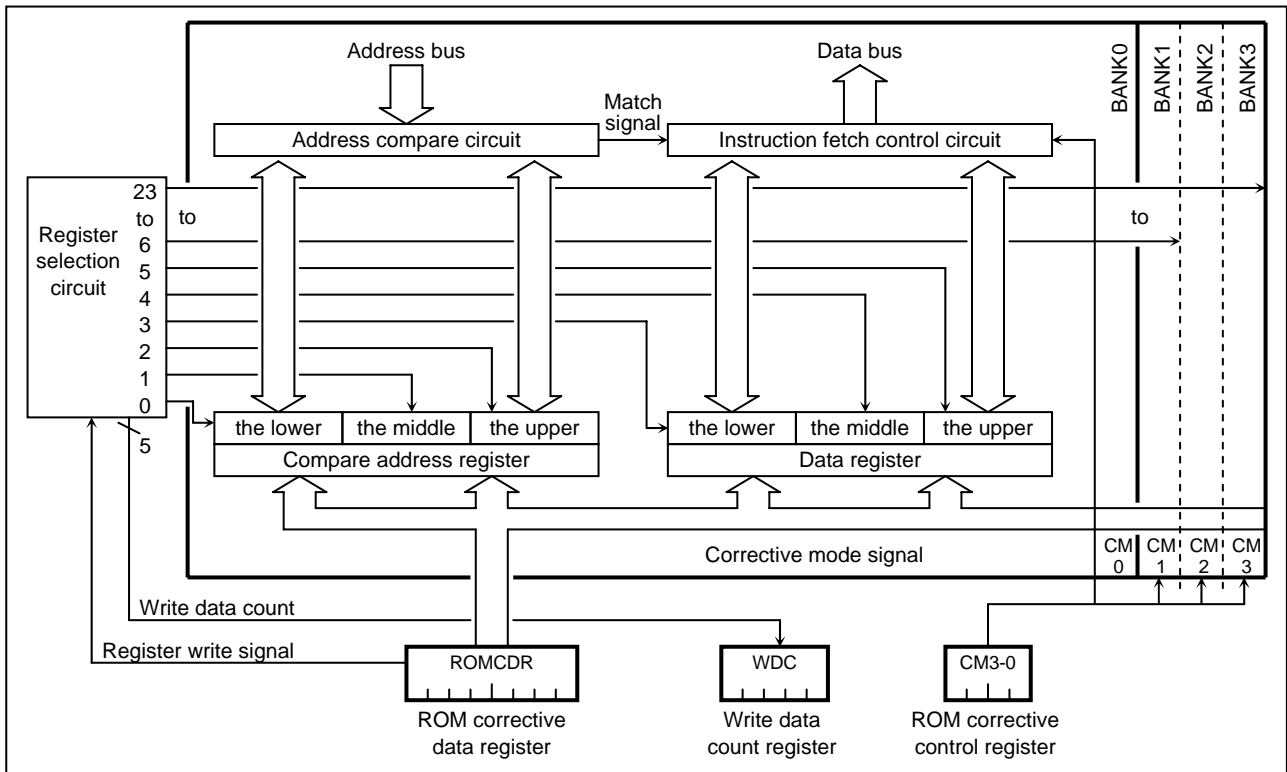 Address bus
Data bus
BANK0
BANK1
BANK2
BANK3
Match
signal
Address compare circuit
Instruction fetch control circuit
23
to
to
to
6
Register
selection
circuit
5
4
3
2
1
0
5
the lower
the middle
the upper
the lower
the middle
the upper
Compare address register
Data register
Corrective mode signal
CM
0
CM
1
CM
2
CM
3
Write data count
Register write signal
ROMCDR
WDC
CM3-0
ROM corrective
data register
Write data
count register
ROM corrective
control register